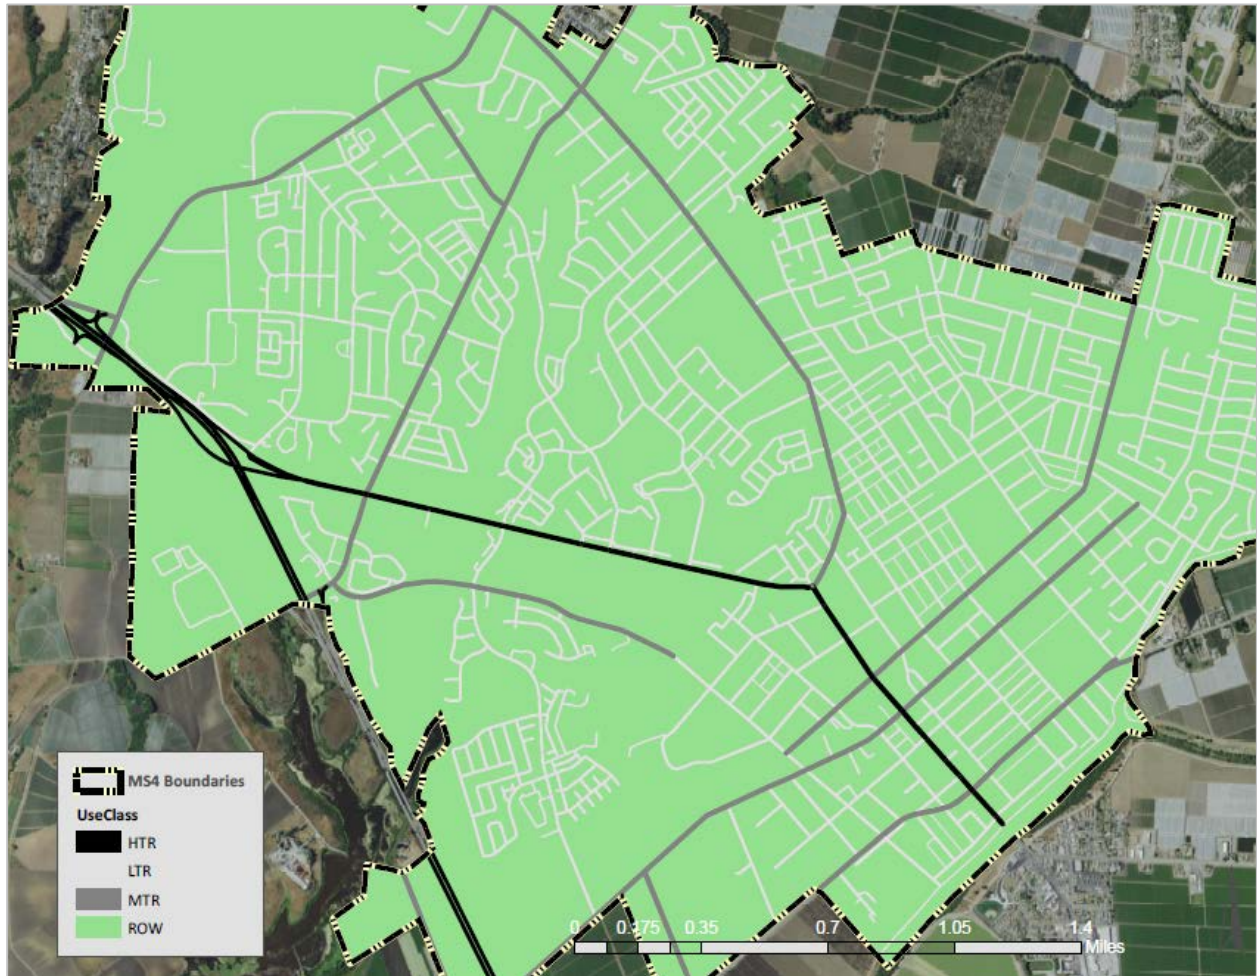 MS4 Boundaries
UseClass
HTR
LTR
MTR
ROW
0 0.175 0.35 0.7 1.05 1.4
Miles